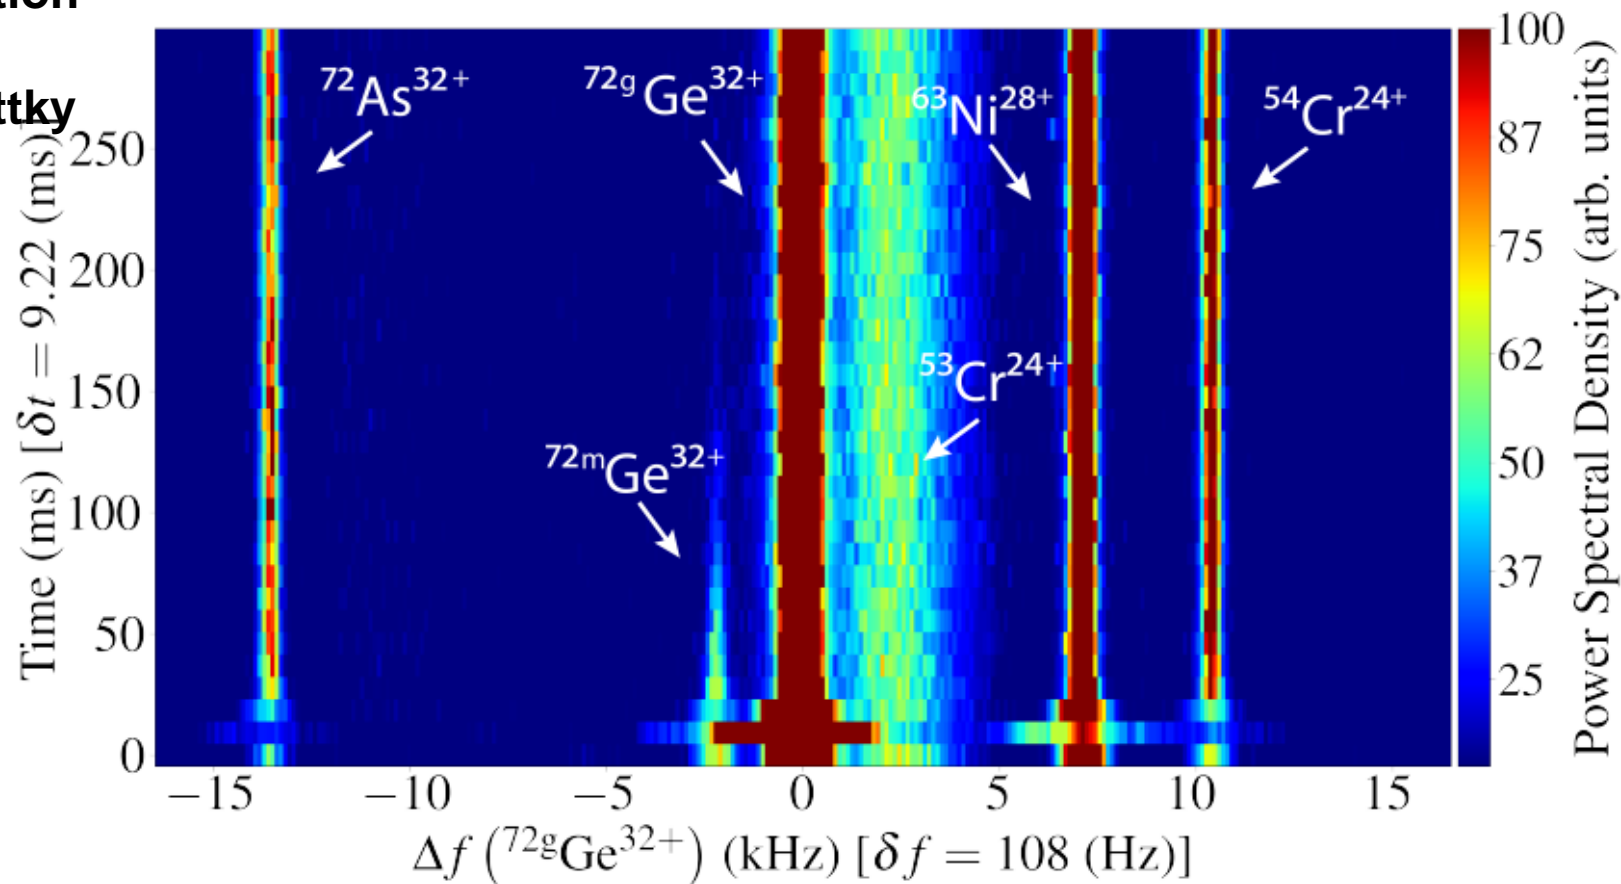 100
⁷²As³²⁺
⁷²ᵍGe³²⁺
⁶³Ni²⁸⁺
⁵⁴Cr²⁴⁺
87
250
75
200
62
⁵³Cr²⁴⁺
150
50
⁷²ᵐGe³²⁺
100
37
50
25
0
−15 −10 −5 0 5 10 15
Δf (⁷²ᵍGe³²⁺) (kHz) [δf = 108 (Hz)]
Time (ms) [δt = 9.22 (ms)]
Power Spectral Density (arb. units)